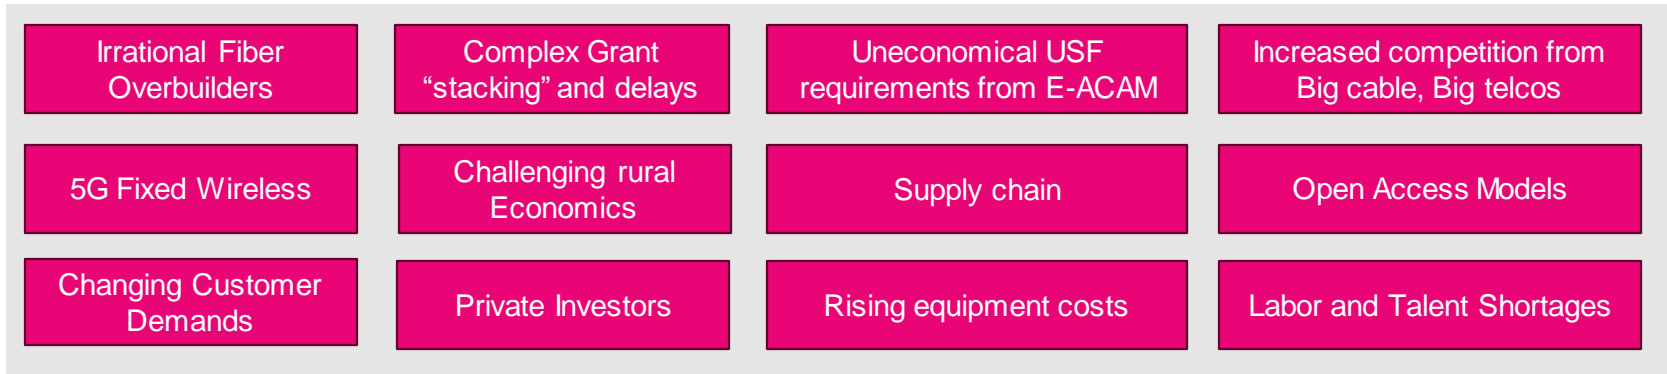 Irrational Fiber
Overbuilders
Complex Grant
“stacking” and delays
Uneconomical USF
requirements from E-ACAM
Increased competition from
Big cable, Big telcos
5G Fixed Wireless
Challenging rural
Economics
Supply chain
Open Access Models
Changing Customer
Demands
Private Investors
Rising equipment costs
Labor and Talent Shortages